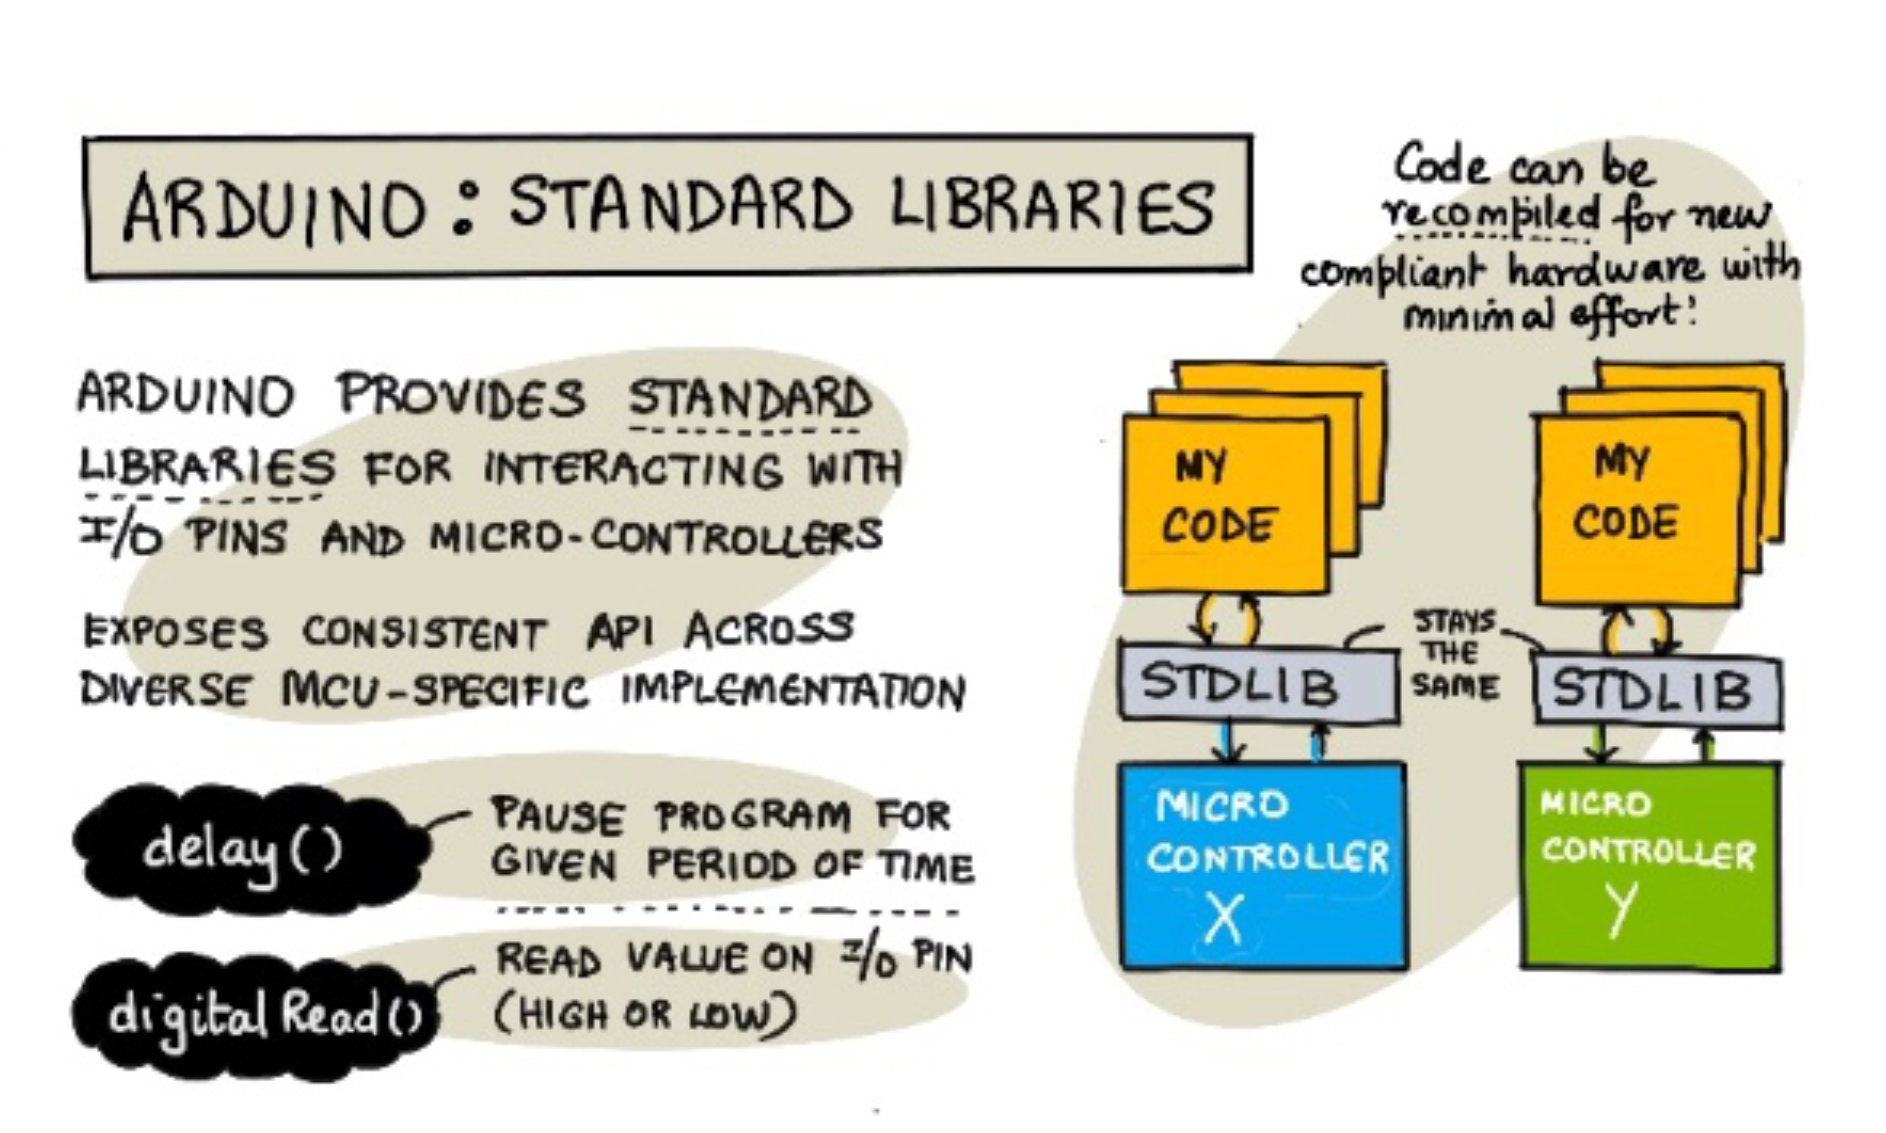 ARDUINO : STANDARD LIBRARIES
ARDUINO PROVIDES STANDARD
LIBRARIES FOR INTERACTING WITH
I/O PINS AND MICRO-CONTROLLERS
EXPOSES CONSISTENT API ACROSS
DIVERSE MCU-SPECIFIC IMPLEMENTATION
delay()
PAUSE PROGRAM FOR
GIVEN PERIOD OF TIME
digitalRead()
READ VALUE ON I/O PIN
(HIGH OR LOW)
Code can be
recompiled for new
compliant hardware with
minimal effort!
MY
CODE
STDLIB
MICRO
CONTROLLER
X
STAYS
THE
SAME
MY
CODE
STDLIB
MICRO
CONTROLLER
Y